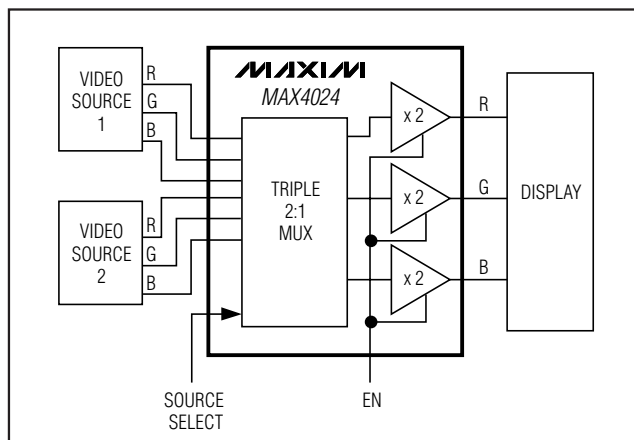 VIDEO
SOURCE
1
R
G
B
VIDEO
SOURCE
2
R
G
B
MAXIM
MAX4024
TRIPLE
2:1
MUX
x 2
x 2
x 2
R
G
B
DISPLAY
SOURCE
SELECT
EN